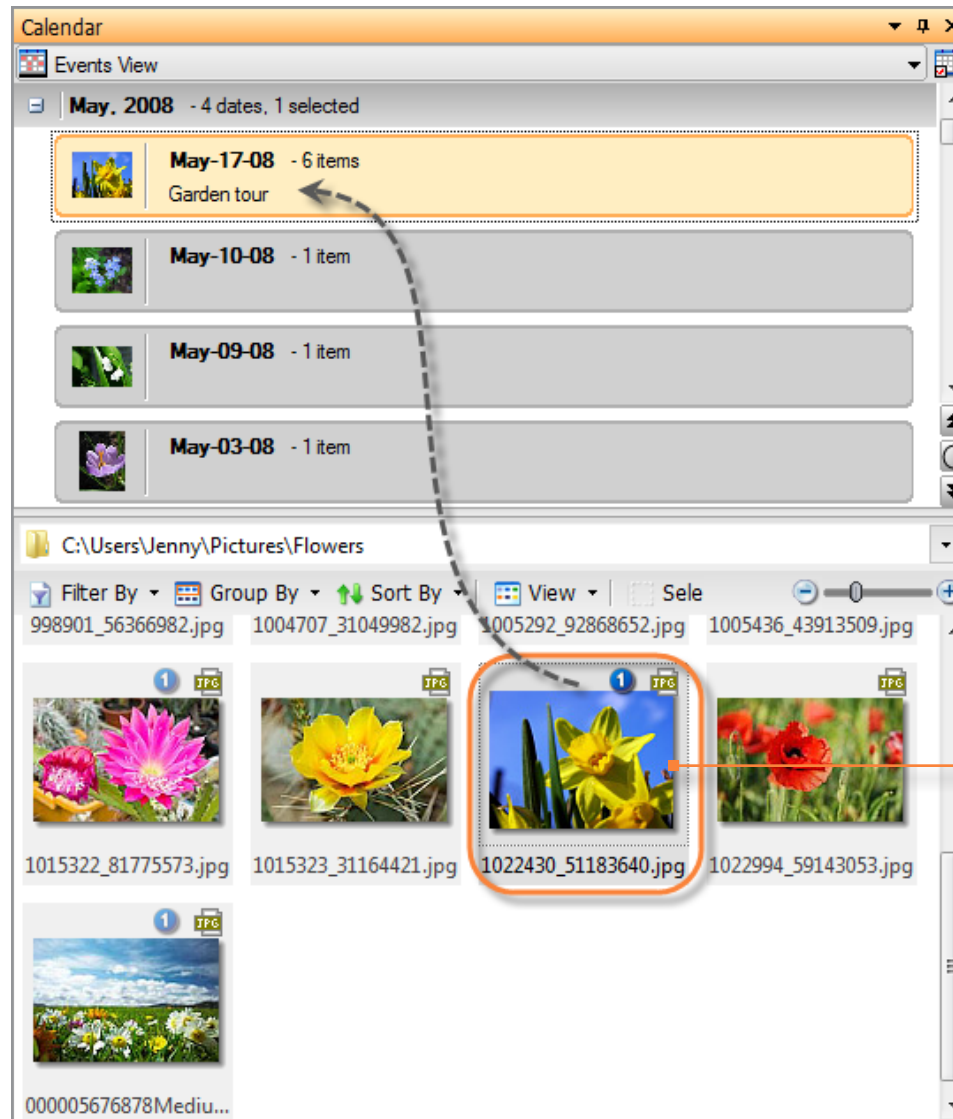 Calendar
Events View
May, 2008 - 4 dates, 1 selected
May-17-08 - 6 items
Garden tour
May-10-08 - 1 item
May-09-08 - 1 item
May-03-08 - 1 item
C:\Users\Jenny\Pictures\Flowers
Filter By Group By Sort By View Sele
998901_56366982.jpg 1004707_31049982.jpg 1005292_92868652.jpg 1005436_43913509.jpg
1 JPG JPG 1 JPG JPG
1015322_81775573.jpg 1015323_31164421.jpg 1022430_51183640.jpg 1022994_59143053.jpg
1 JPG
000005676878Mediu...